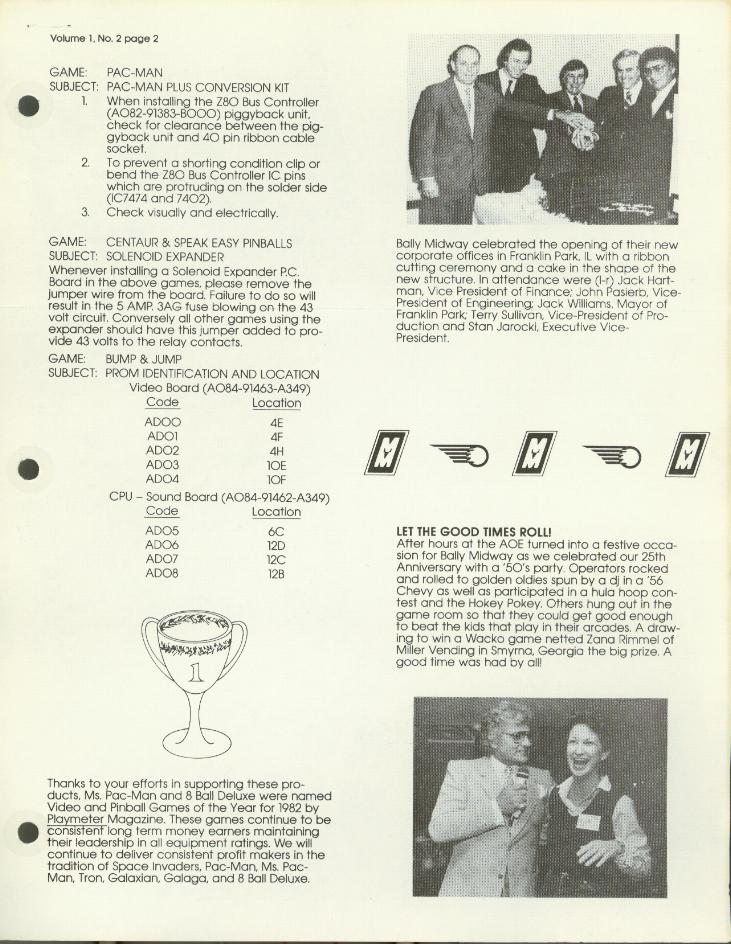 Volume 1, No. 2 page 2
GAME: PAC-MAN
SUBJECT: PAC-MAN PLUS CONVERSION KIT
1. When installing the Z80 Bus Controller
(A082-91383-B000) piggyback unit,
check for clearance between the pig-
gyback unit and 40 pin ribbon cable
socket.
2. To prevent a shorting condition clip or
bend the Z80 Bus Controller IC pins
which are protruding on the solder side
(IC7474 and 7402).
3. Check visually and electrically.
GAME: CENTAUR & SPEAK EASY PINBALLS
SUBJECT: SOLENOID EXPANDER
Whenever installing a Solenoid Expander P.C.
Board in the above games, please remove the
jumper wire from the board. Failure to do so will
result in the 5 AMP. 3AG fuse blowing on the 43
volt circuit. Conversely all other games using the
expander should have this jumper added to pro-
vide 43 volts to the relay contacts.
GAME: BUMP & JUMP
SUBJECT: PROM IDENTIFICATION AND LOCATION
Video Board (A084-91463-A349)
Code Location
AD00 4E
AD01 4F
AD02 4H
AD03 10E
AD04 10F
CPU – Sound Board (A084-91462-A349)
Code Location
AD05 6C
AD06 12D
AD07 12C
AD08 12B
1
Thanks to your efforts in supporting these pro-
ducts, Ms. Pac-Man and 8 Ball Deluxe were named
Video and Pinball Games of the Year for 1982 by
Playmeter Magazine. These games continue to be
consistent long term money earners maintaining
their leadership in all equipment ratings. We will
continue to deliver consistent profit makers in the
tradition of Space Invaders, Pac-Man, Ms. Pac-
Man, Tron, Galaxian, Galaga, and 8 Ball Deluxe.
Bally Midway celebrated the opening of their new
corporate offices in Franklin Park, IL with a ribbon
cutting ceremony and a cake in the shape of the
new structure. In attendance were (l-r) Jack Hart-
man, Vice President of Finance; John Pasierb, Vice-
President of Engineering; Jack Williams, Mayor of
Franklin Park; Terry Sullivan, Vice-President of Pro-
duction and Stan Jarocki, Executive Vice-
President.
LET THE GOOD TIMES ROLL!
After hours at the AOE turned into a festive occa-
sion for Bally Midway as we celebrated our 25th
Anniversary with a '50's party. Operators rocked
and rolled to golden oldies spun by a dj in a '56
Chevy as well as participated in a hula hoop con-
test and the Hokey Pokey. Others hung out in the
game room so that they could get good enough
to beat the kids that play in their arcades. A draw-
ing to win a Wacko game netted Zana Rimmel of
Miller Vending in Smyrna, Georgia the big prize. A
good time was had by all!